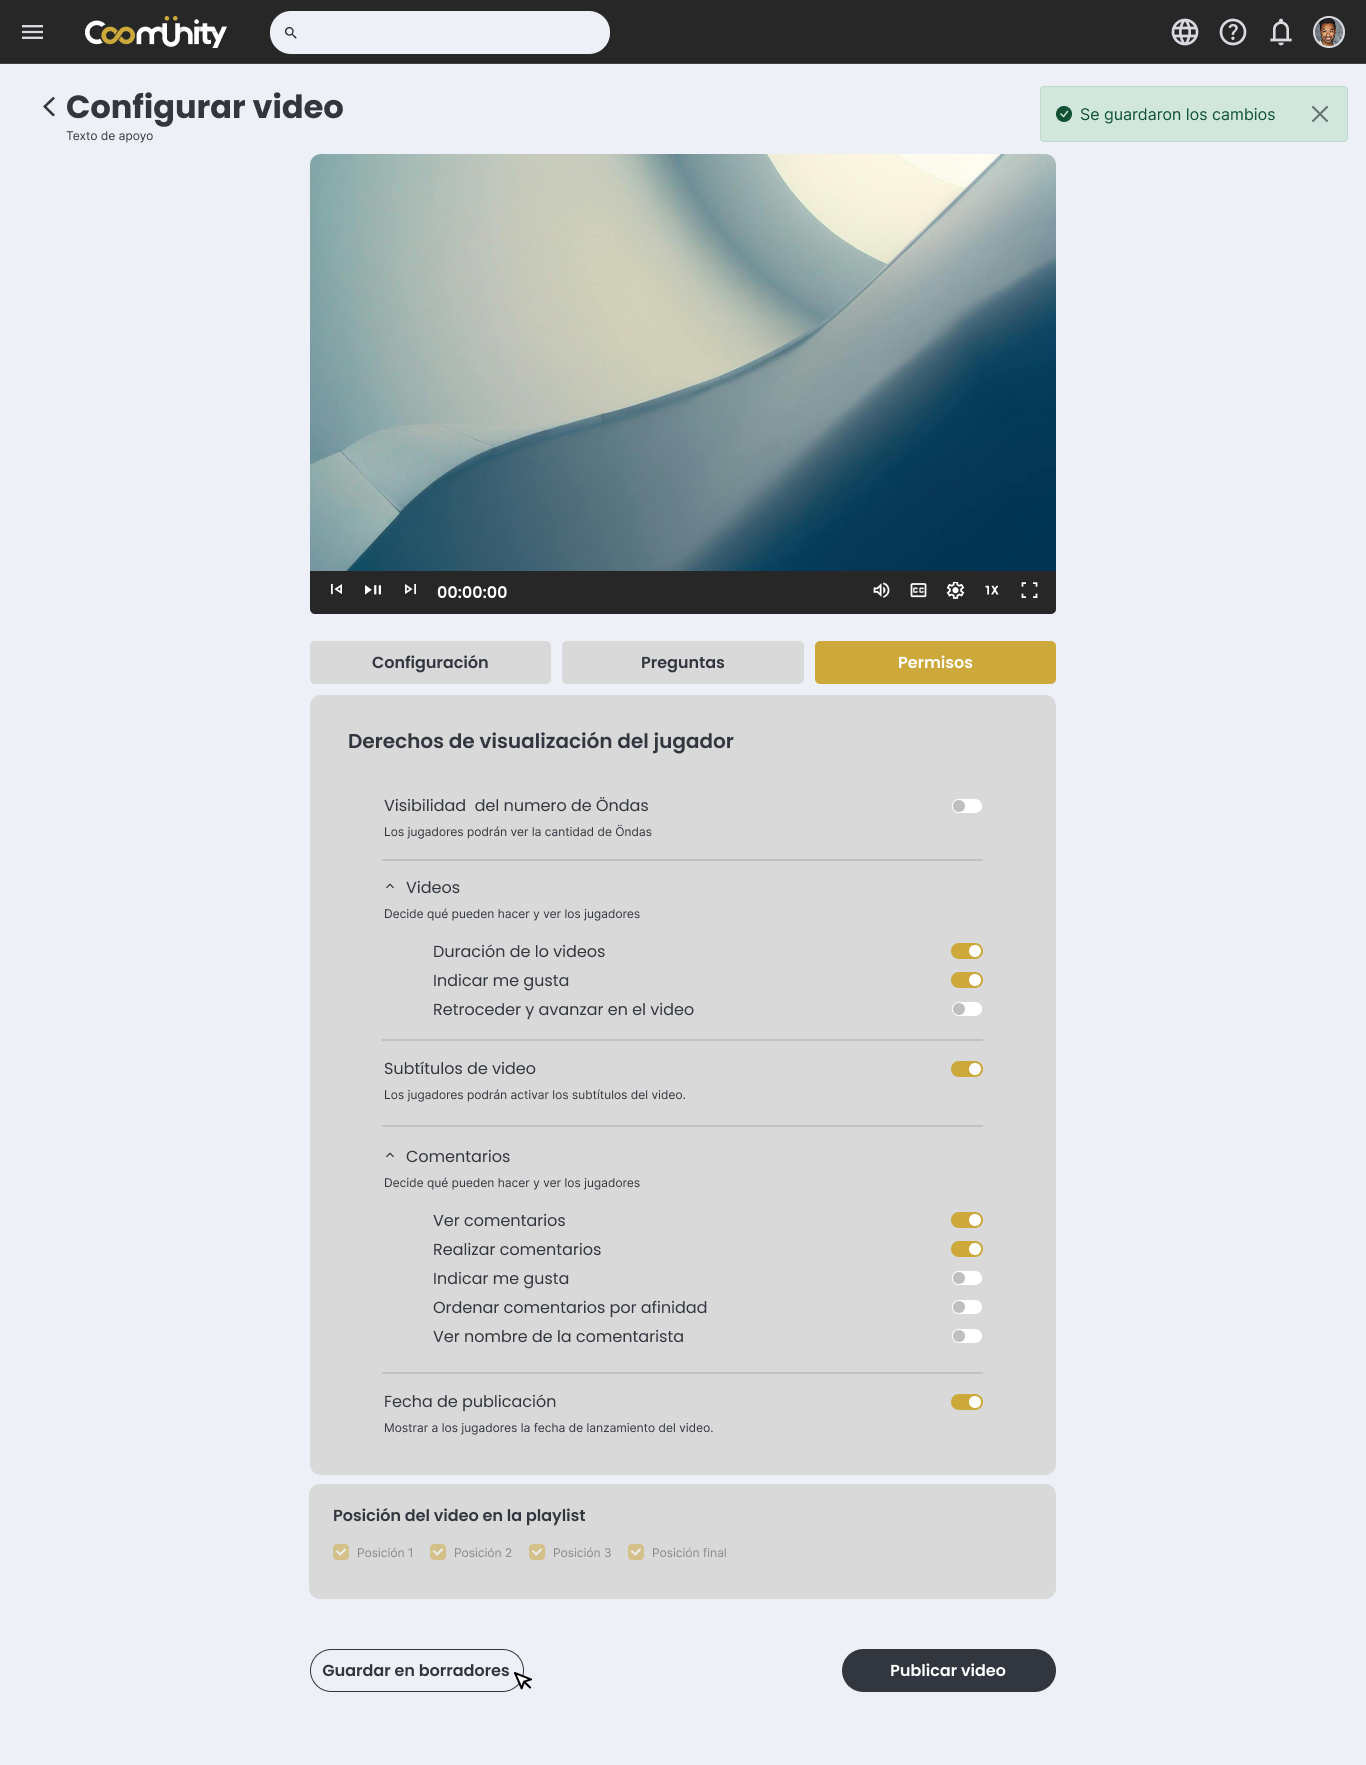 Coomünity
Configurar video
Texto de apoyo
Se guardaron los cambios
00:00:00
CC
1X
Configuración
Preguntas
Permisos
Derechos de visualización del jugador
Visibilidad  del numero de Öndas
Los jugadores podrán ver la cantidad de Öndas
Videos
Decide qué pueden hacer y ver los jugadores
Duración de lo videos
Indicar me gusta
Retroceder y avanzar en el video
Subtítulos de video
Los jugadores podrán activar los subtítulos del video.
Comentarios
Decide qué pueden hacer y ver los jugadores
Ver comentarios
Realizar comentarios
Indicar me gusta
Ordenar comentarios por afinidad
Ver nombre de la comentarista
Fecha de publicación
Mostrar a los jugadores la fecha de lanzamiento del video.
Posición del video en la playlist
Posición 1
Posición 2
Posición 3
Posición final
Guardar en borradores
Publicar video